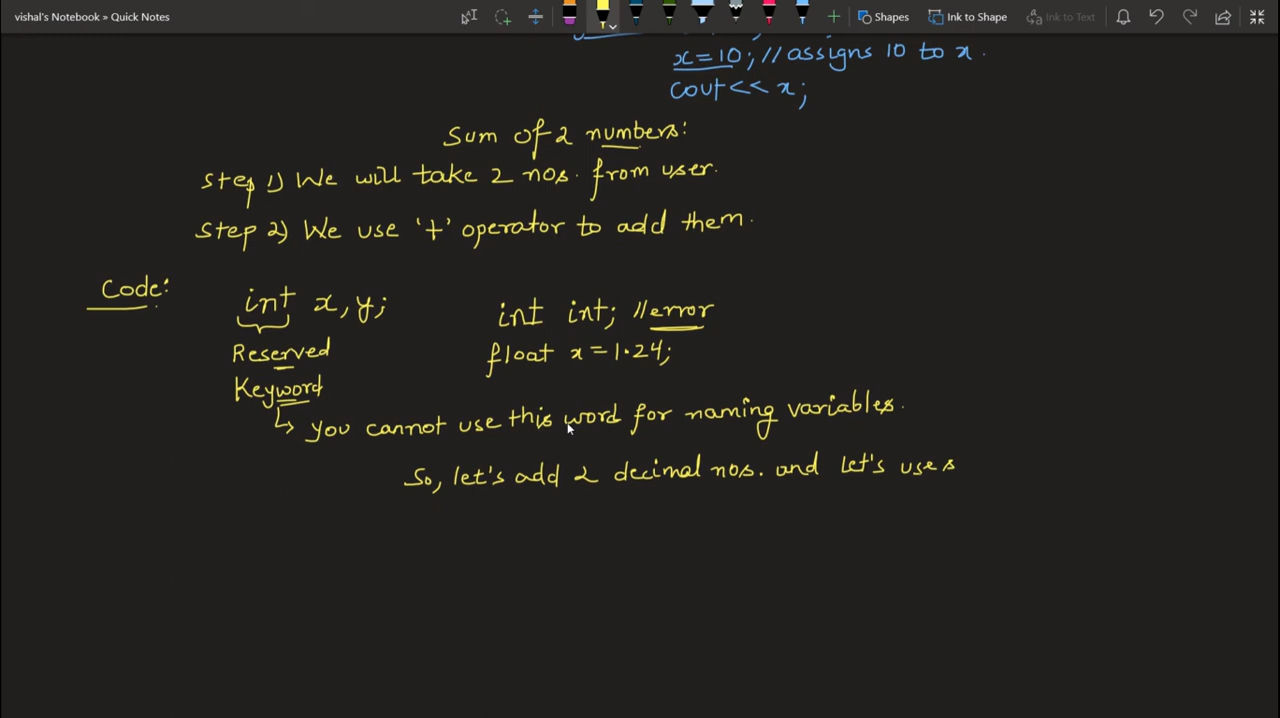 vishal's Notebook » Quick Notes
Shapes
Ink to Shape
Ink to Text
x=10; //assigns 10 to x.
cout<< x;
Sum of 2 numbers:
Step 1) We will take 2 nos. from user.
Step 2) We use '+' operator to add them.
Code:
int x, y;
int int; //error
Reserved
float x = 1.24;
Keyword
↳ you cannot use this word for naming variables.
So, let's add 2 decimal nos. and let's uses